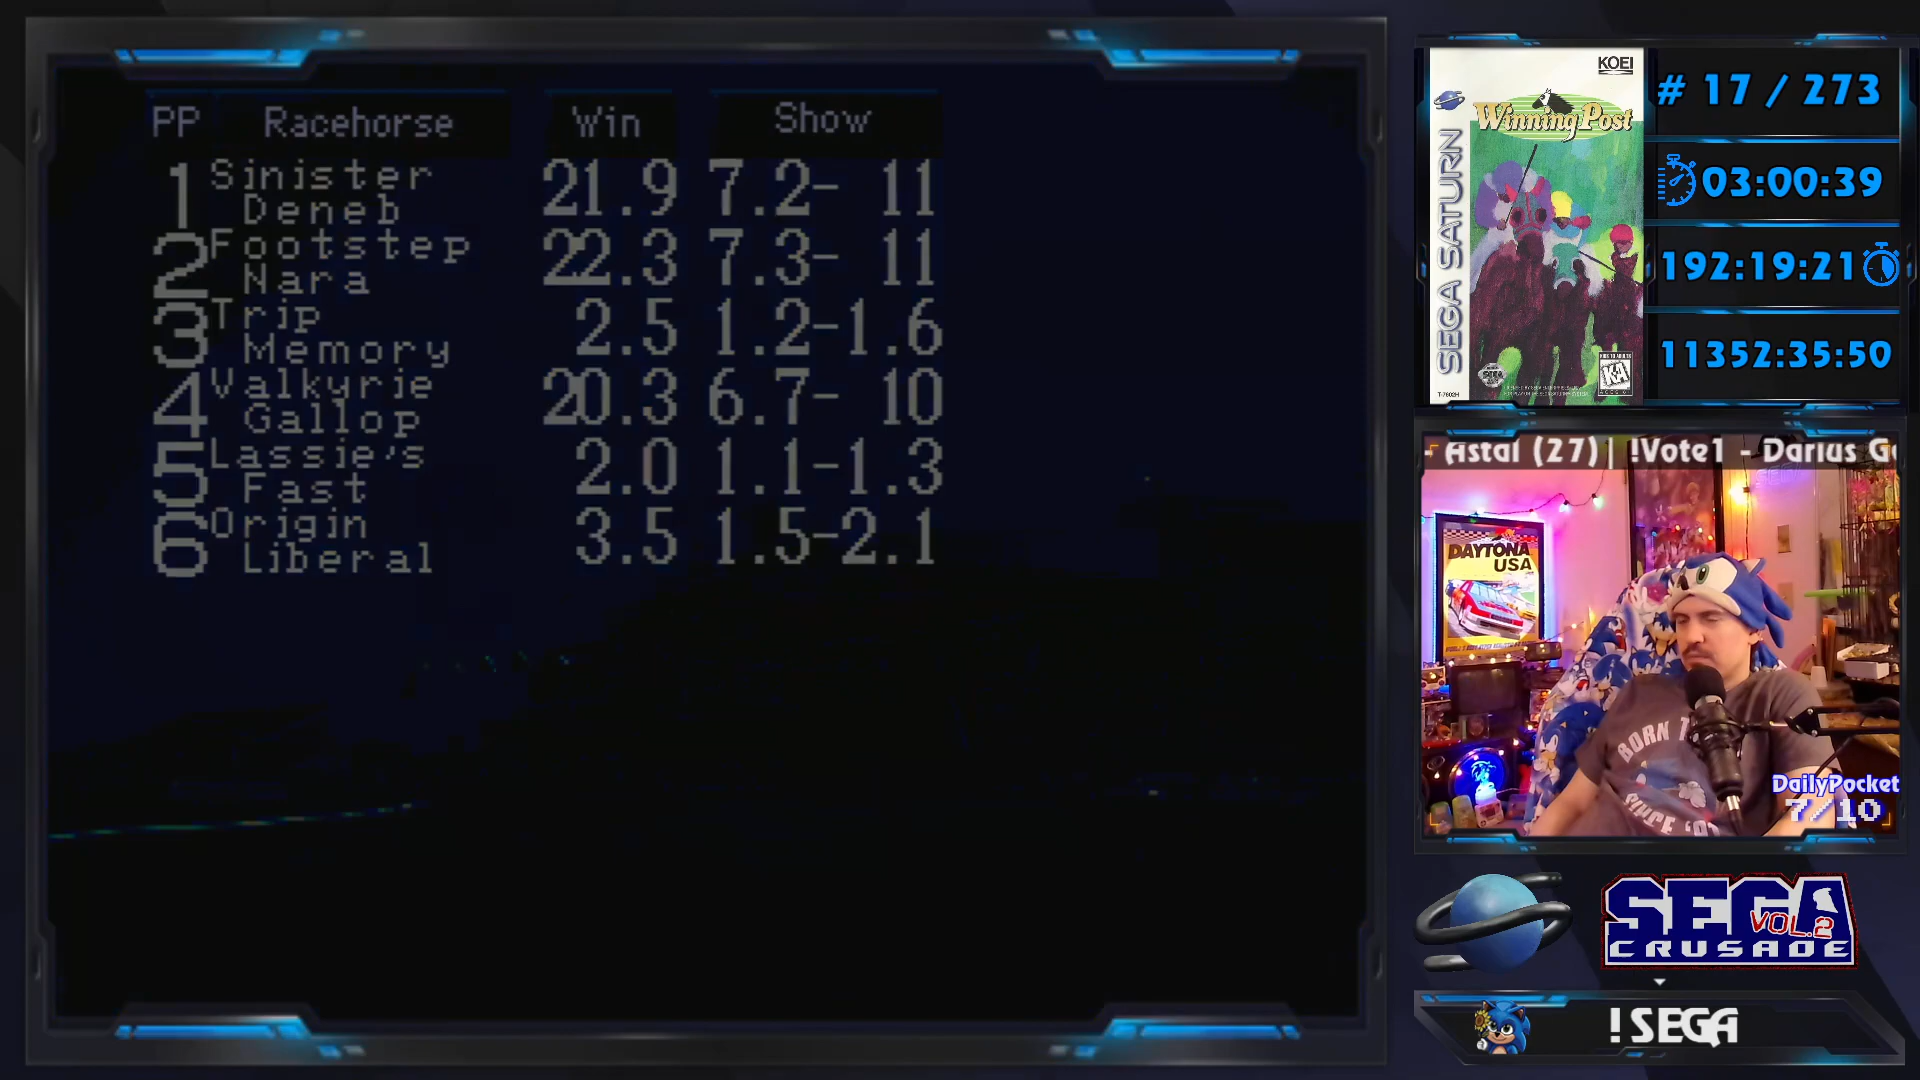 PP Racehorse Win Show
1 Sinister Deneb 21.9 7.2- 11
2 Footstep Nara 22.3 7.3- 11
3 Trip Memory 2.5 1.2-1.6
4 Valkyrie Gallop 20.3 6.7- 10
5 Lassie's Fast 2.0 1.1-1.3
6 Origin Liberal 3.5 1.5-2.1
KOEI
Winning Post
SEGA SATURN
SEGA
K-A
T-7602H
# 17 / 273
03:00:39
192:19:21
11352:35:50
- Astal (27) | !Vote1 - Darius G
DAYTONA
USA
BORN
SINCE
DailyPocket
7/10
SEGA
VOL.2
CRUSADE
!SEGA